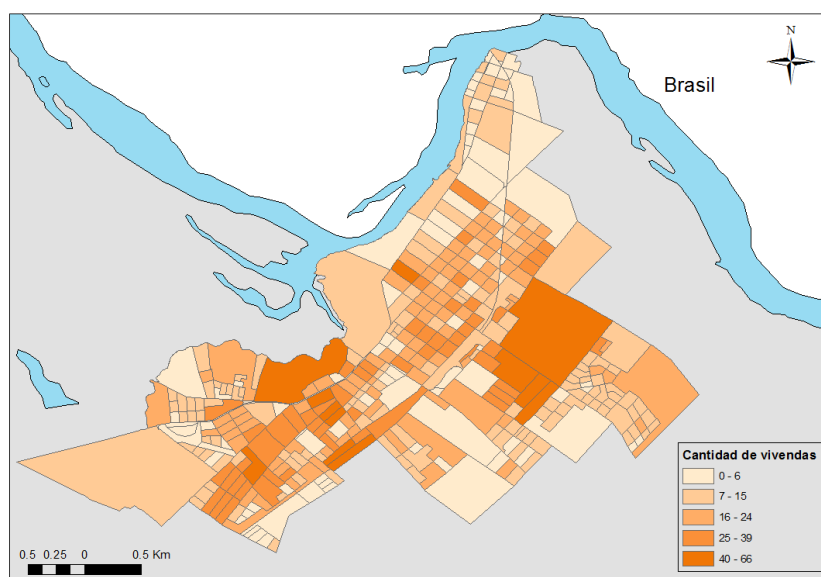 N
Brasil
Cantidad de vivendas
0 - 6
7 - 15
16 - 24
25 - 39
40 - 66
0.5 0.25 0 0.5 Km